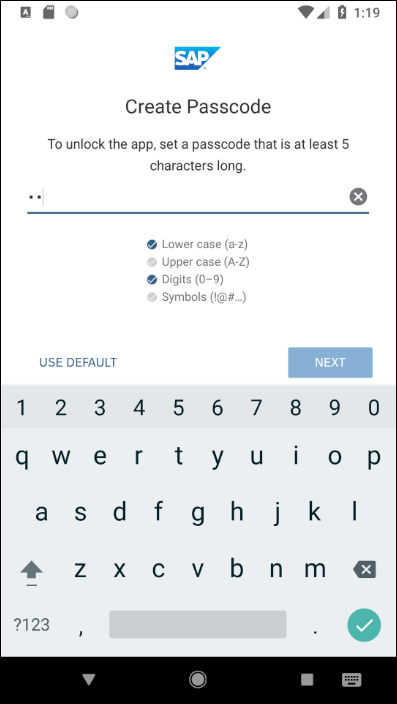 1:19
SAP
Create Passcode
To unlock the app, set a passcode that is at least 5
characters long.
••
Lower case (a-z)
Upper case (A-Z)
Digits (0–9)
Symbols (!@#...)
USE DEFAULT NEXT
1 2 3 4 5 6 7 8 9 0
q w e r t y u i o p
a s d f g h j k l
z x c v b n m
?123 , .